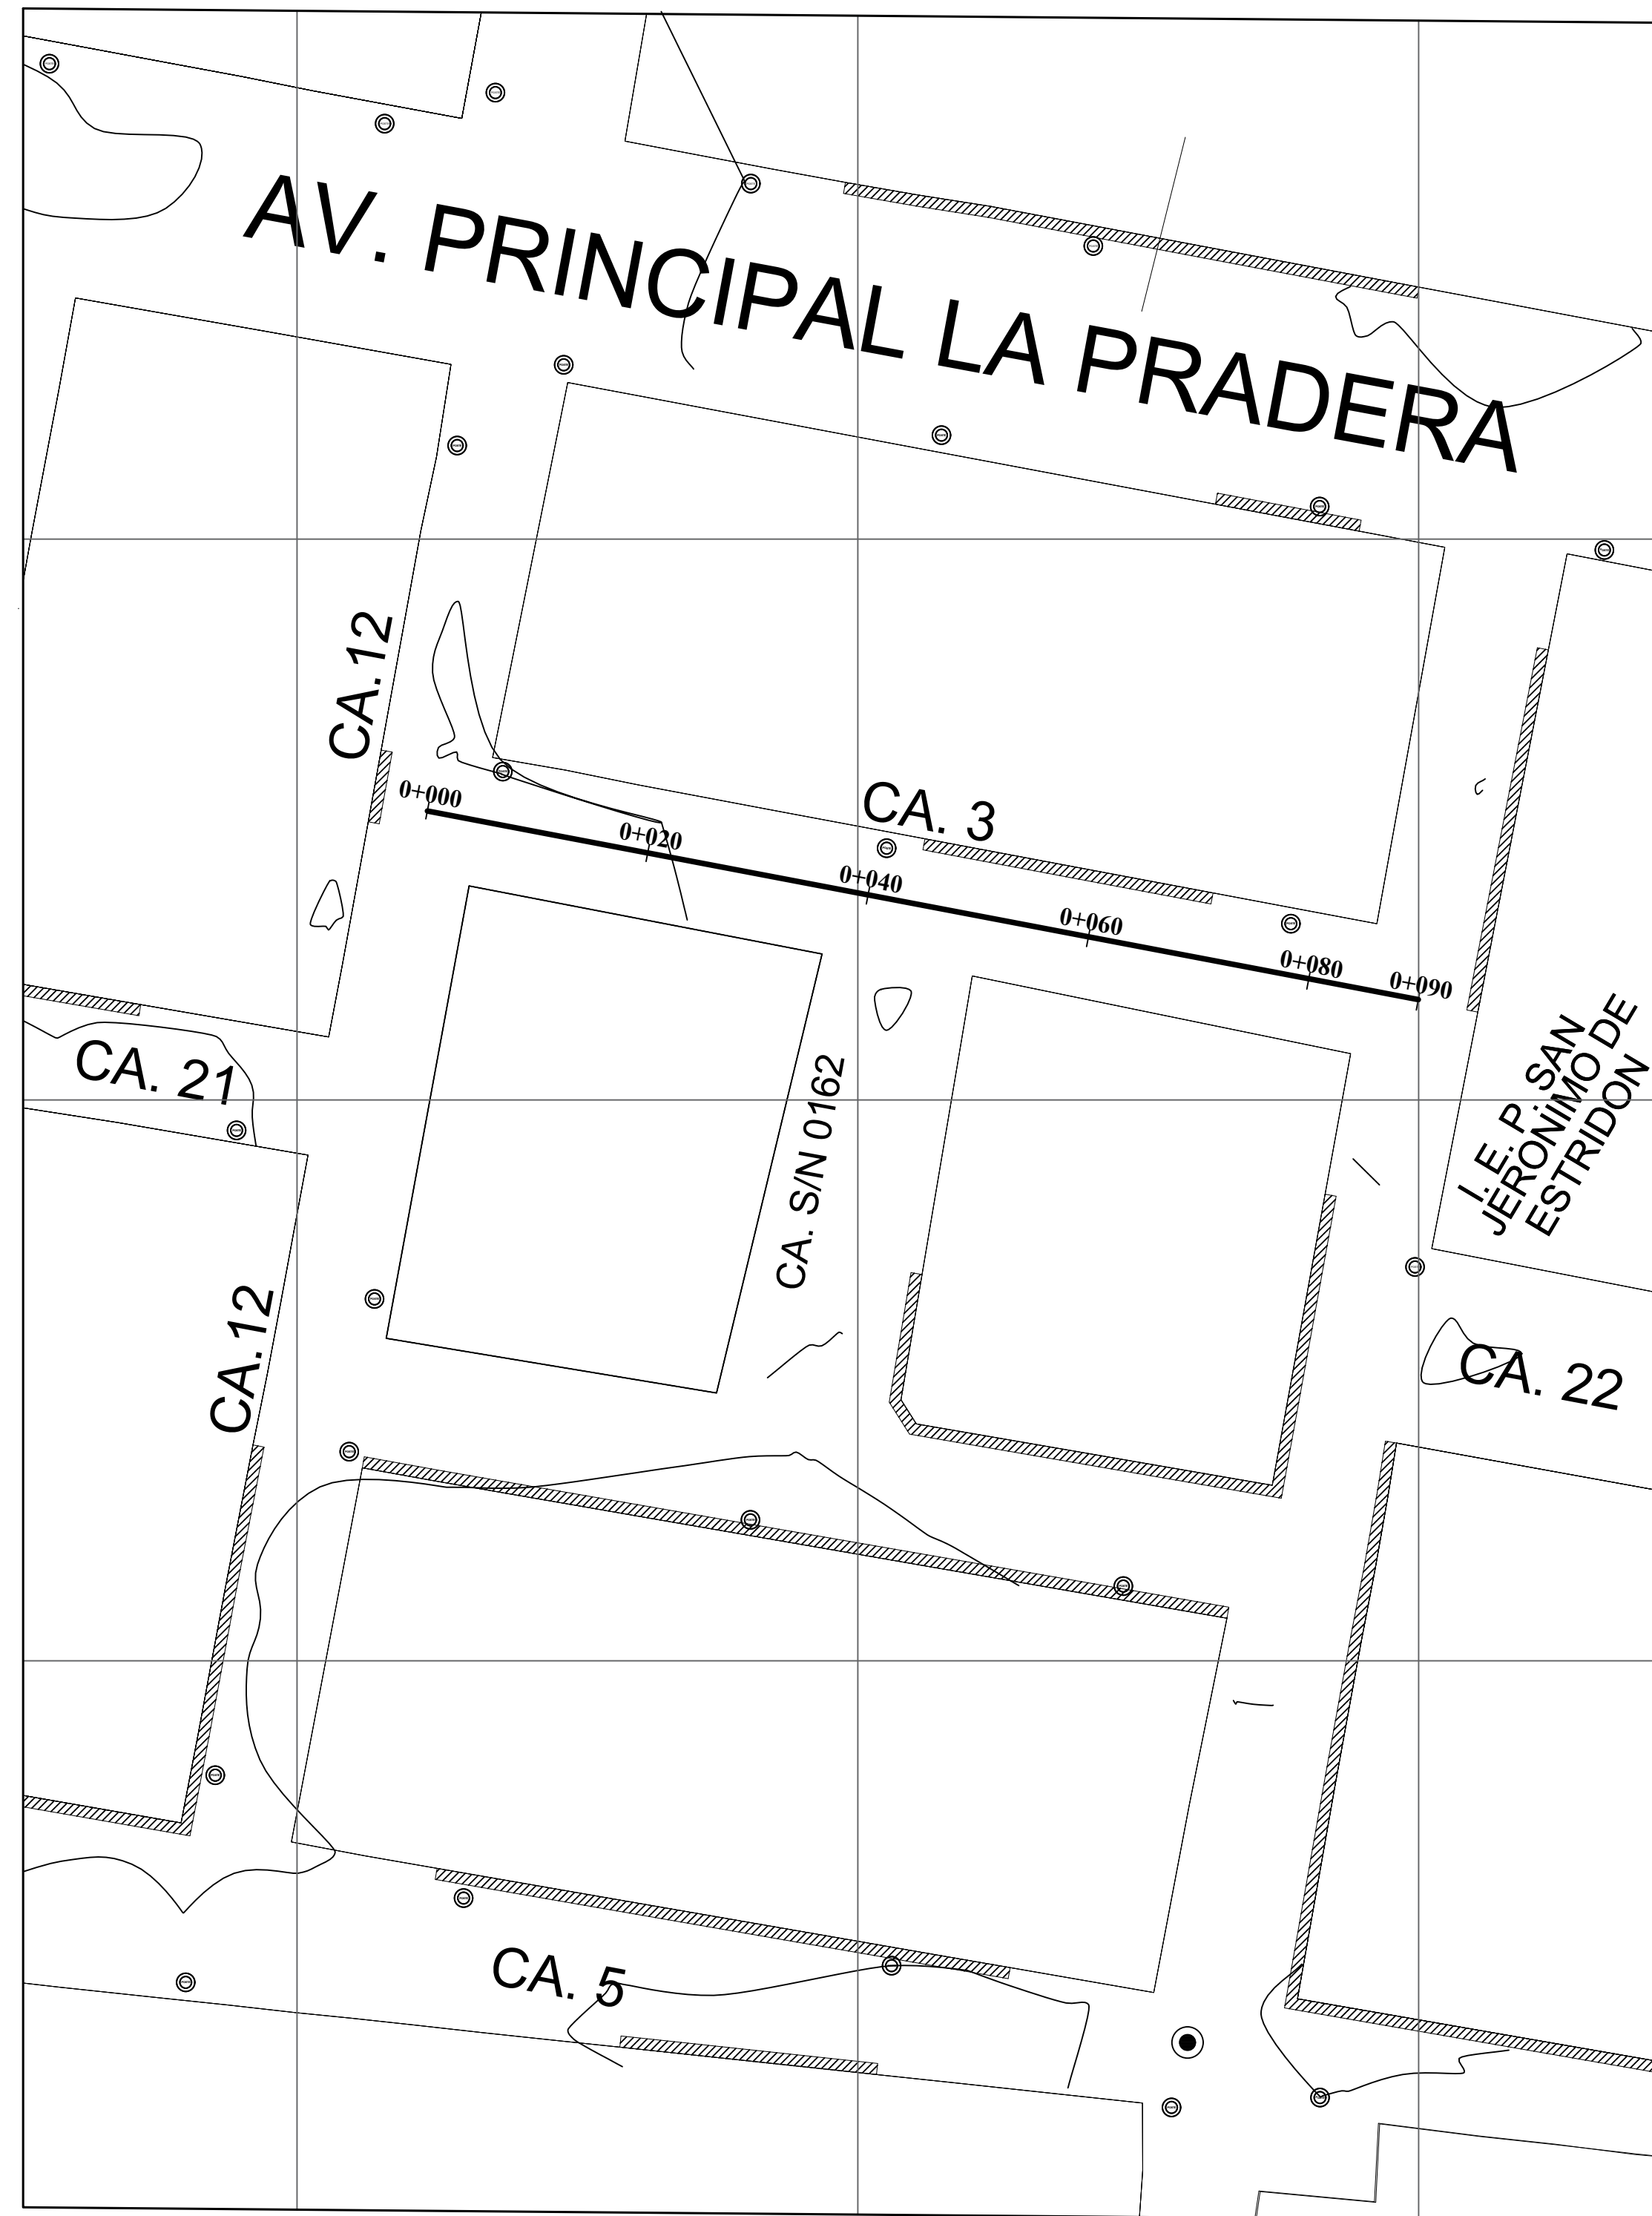 AV. PRINCIPAL LA PRADERA
CA. 12
0+000
0+020
CA. 3
0+040
0+060
0+080
0+090
CA. 21
CA. S/N 0162
I. E. P. SAN
JERONIMO DE
ESTRIDON
CA. 12
CA. 22
CA. 5